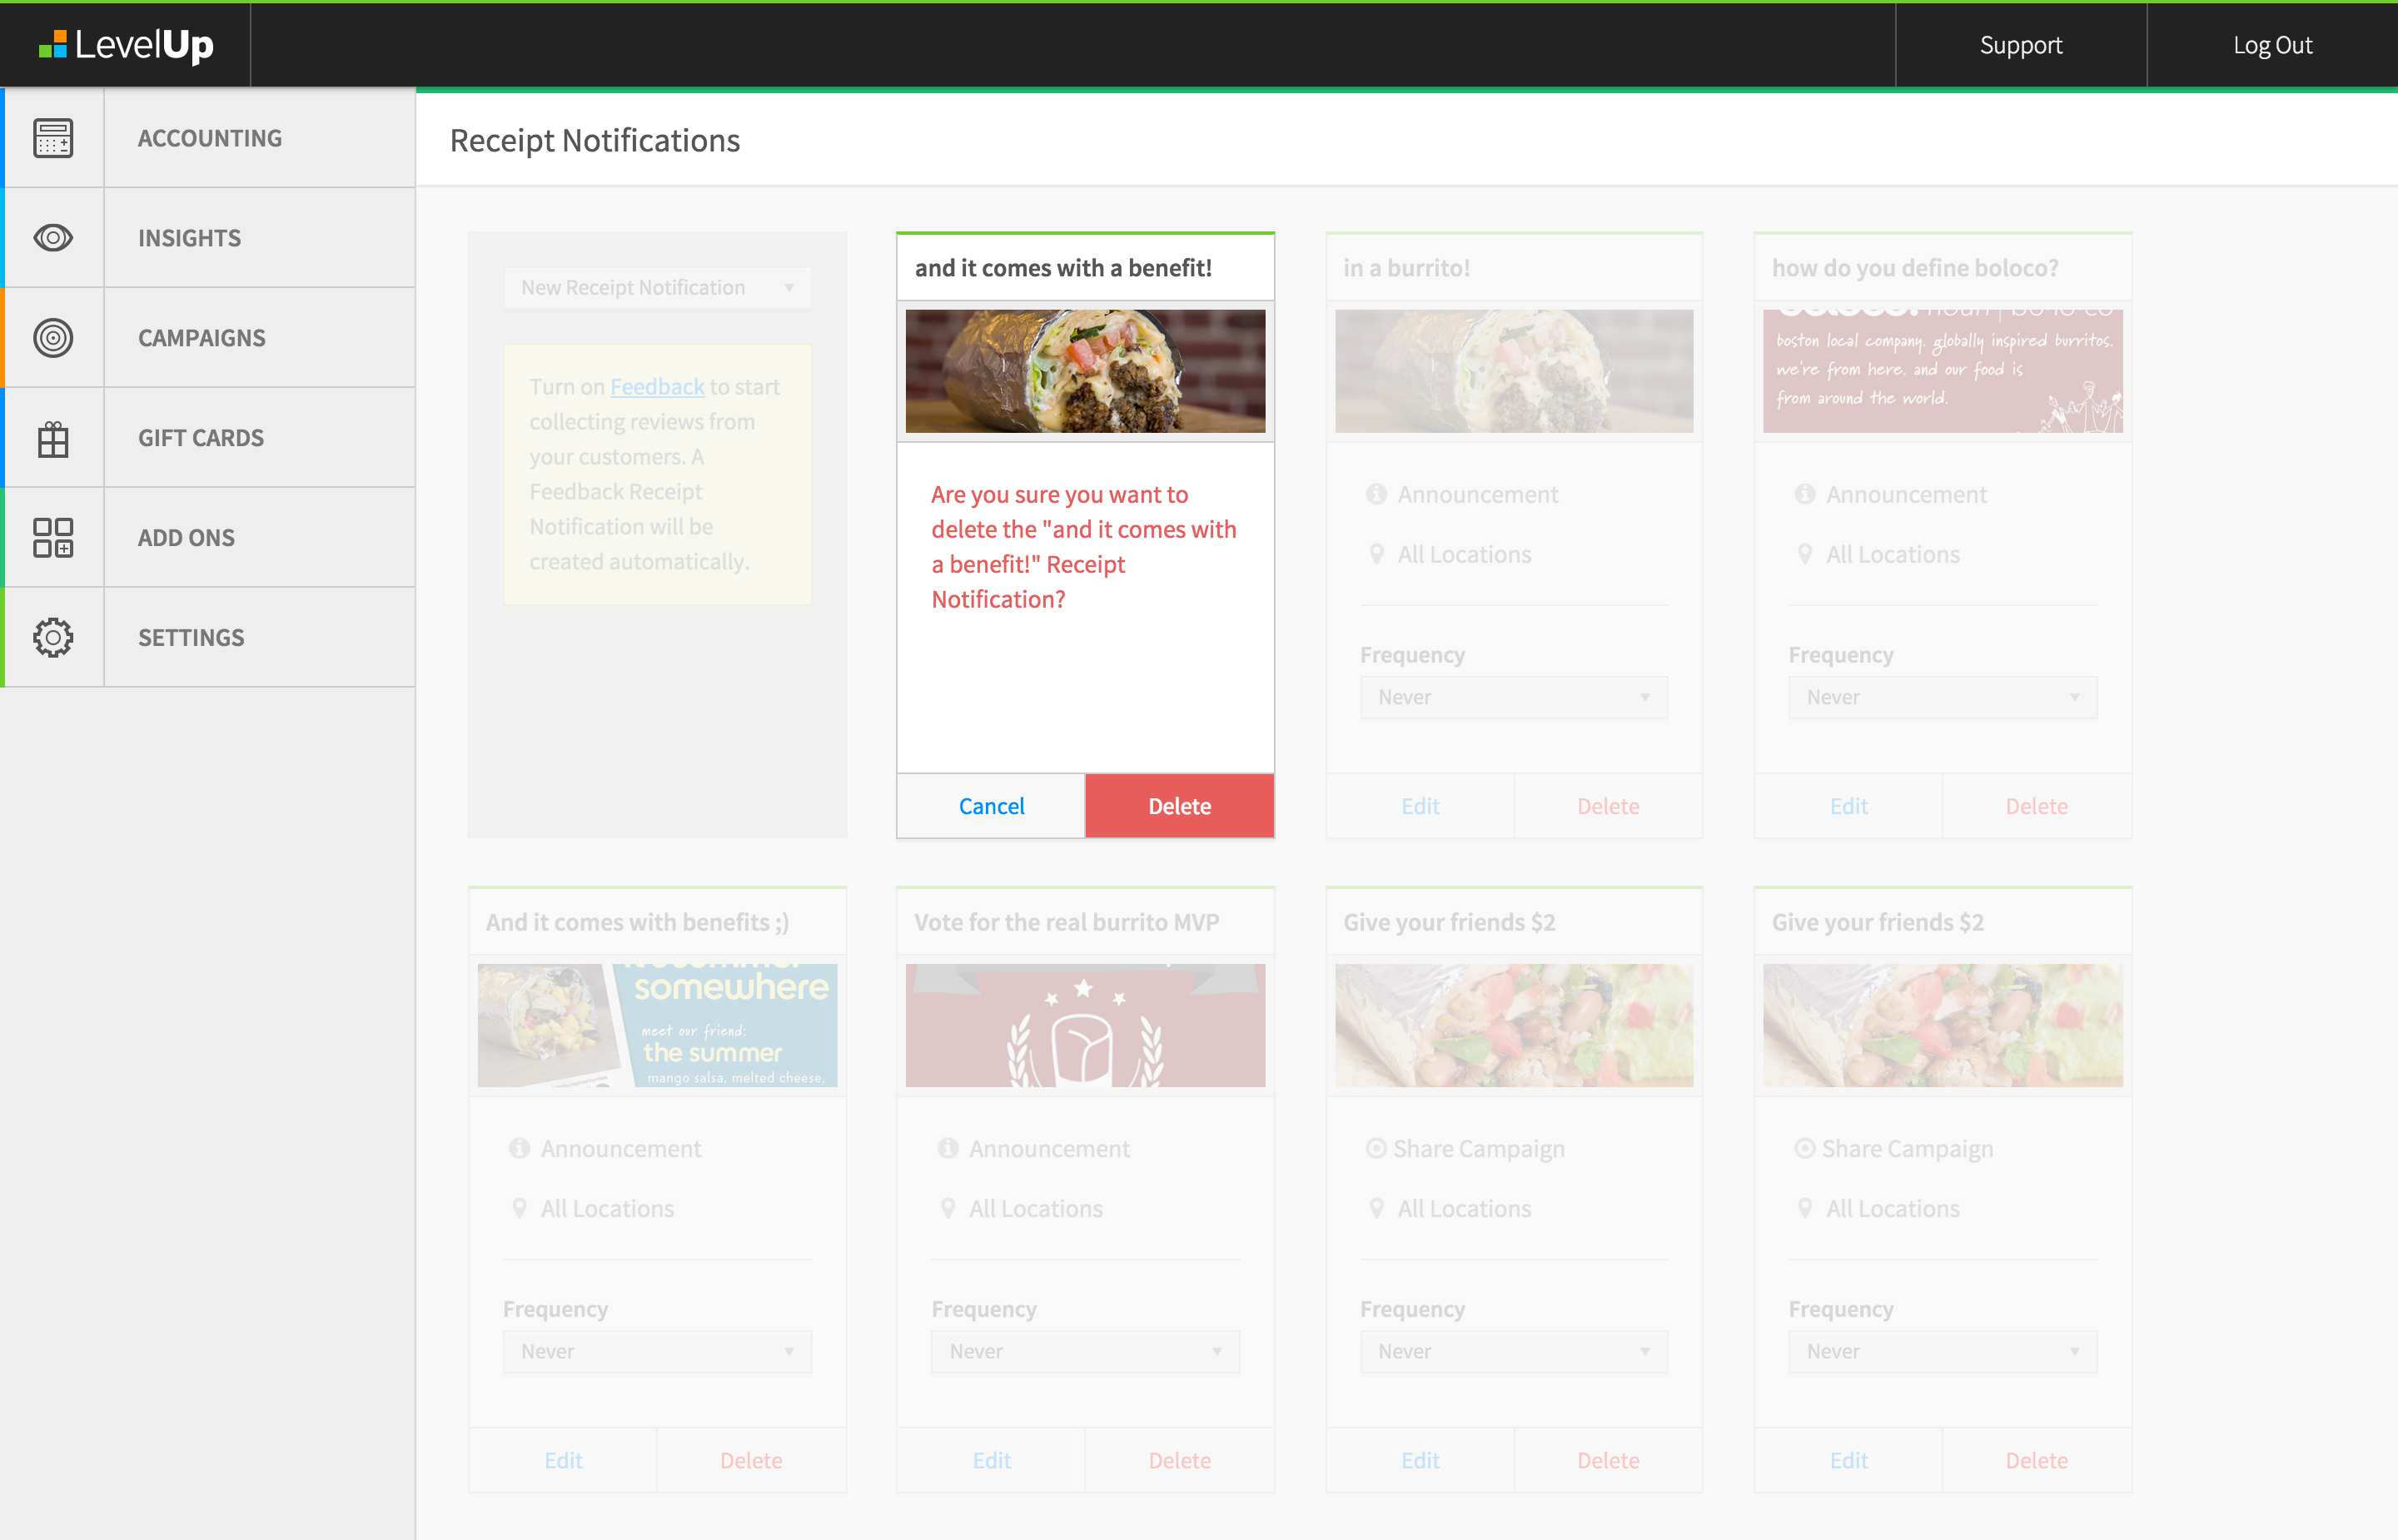 LevelUp
Support
Log Out
ACCOUNTING
INSIGHTS
CAMPAIGNS
GIFT CARDS
ADD ONS
SETTINGS
Receipt Notifications
New Receipt Notification
Turn on Feedback to start
collecting reviews from
your customers. A
Feedback Receipt
Notification will be
created automatically.
and it comes with a benefit!
Are you sure you want to
delete the "and it comes with
a benefit!" Receipt
Notification?
Cancel
Delete
in a burrito!
Announcement
All Locations
Frequency
Never
Edit
Delete
how do you define boloco?
boston local company. globally inspired burritos.
we're from here. and our food is
from around the world.
Announcement
All Locations
Frequency
Never
Edit
Delete
And it comes with benefits ;)
somewhere
meet our friend:
the summer
mango salsa, melted cheese,
Announcement
All Locations
Frequency
Never
Edit
Delete
Vote for the real burrito MVP
Announcement
All Locations
Frequency
Never
Edit
Delete
Give your friends $2
Share Campaign
All Locations
Frequency
Never
Edit
Delete
Give your friends $2
Share Campaign
All Locations
Frequency
Never
Edit
Delete